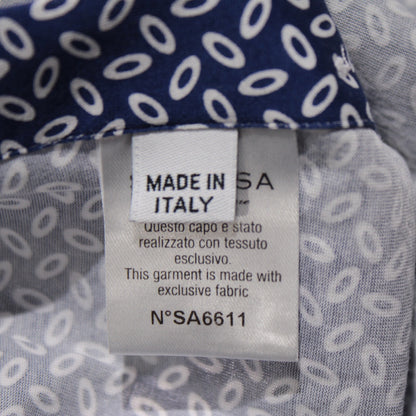 MADE IN
ITALY
Questo capo è stato
realizzato con tessuto
esclusivo.
This garment is made with
exclusive fabric
N°SA6611